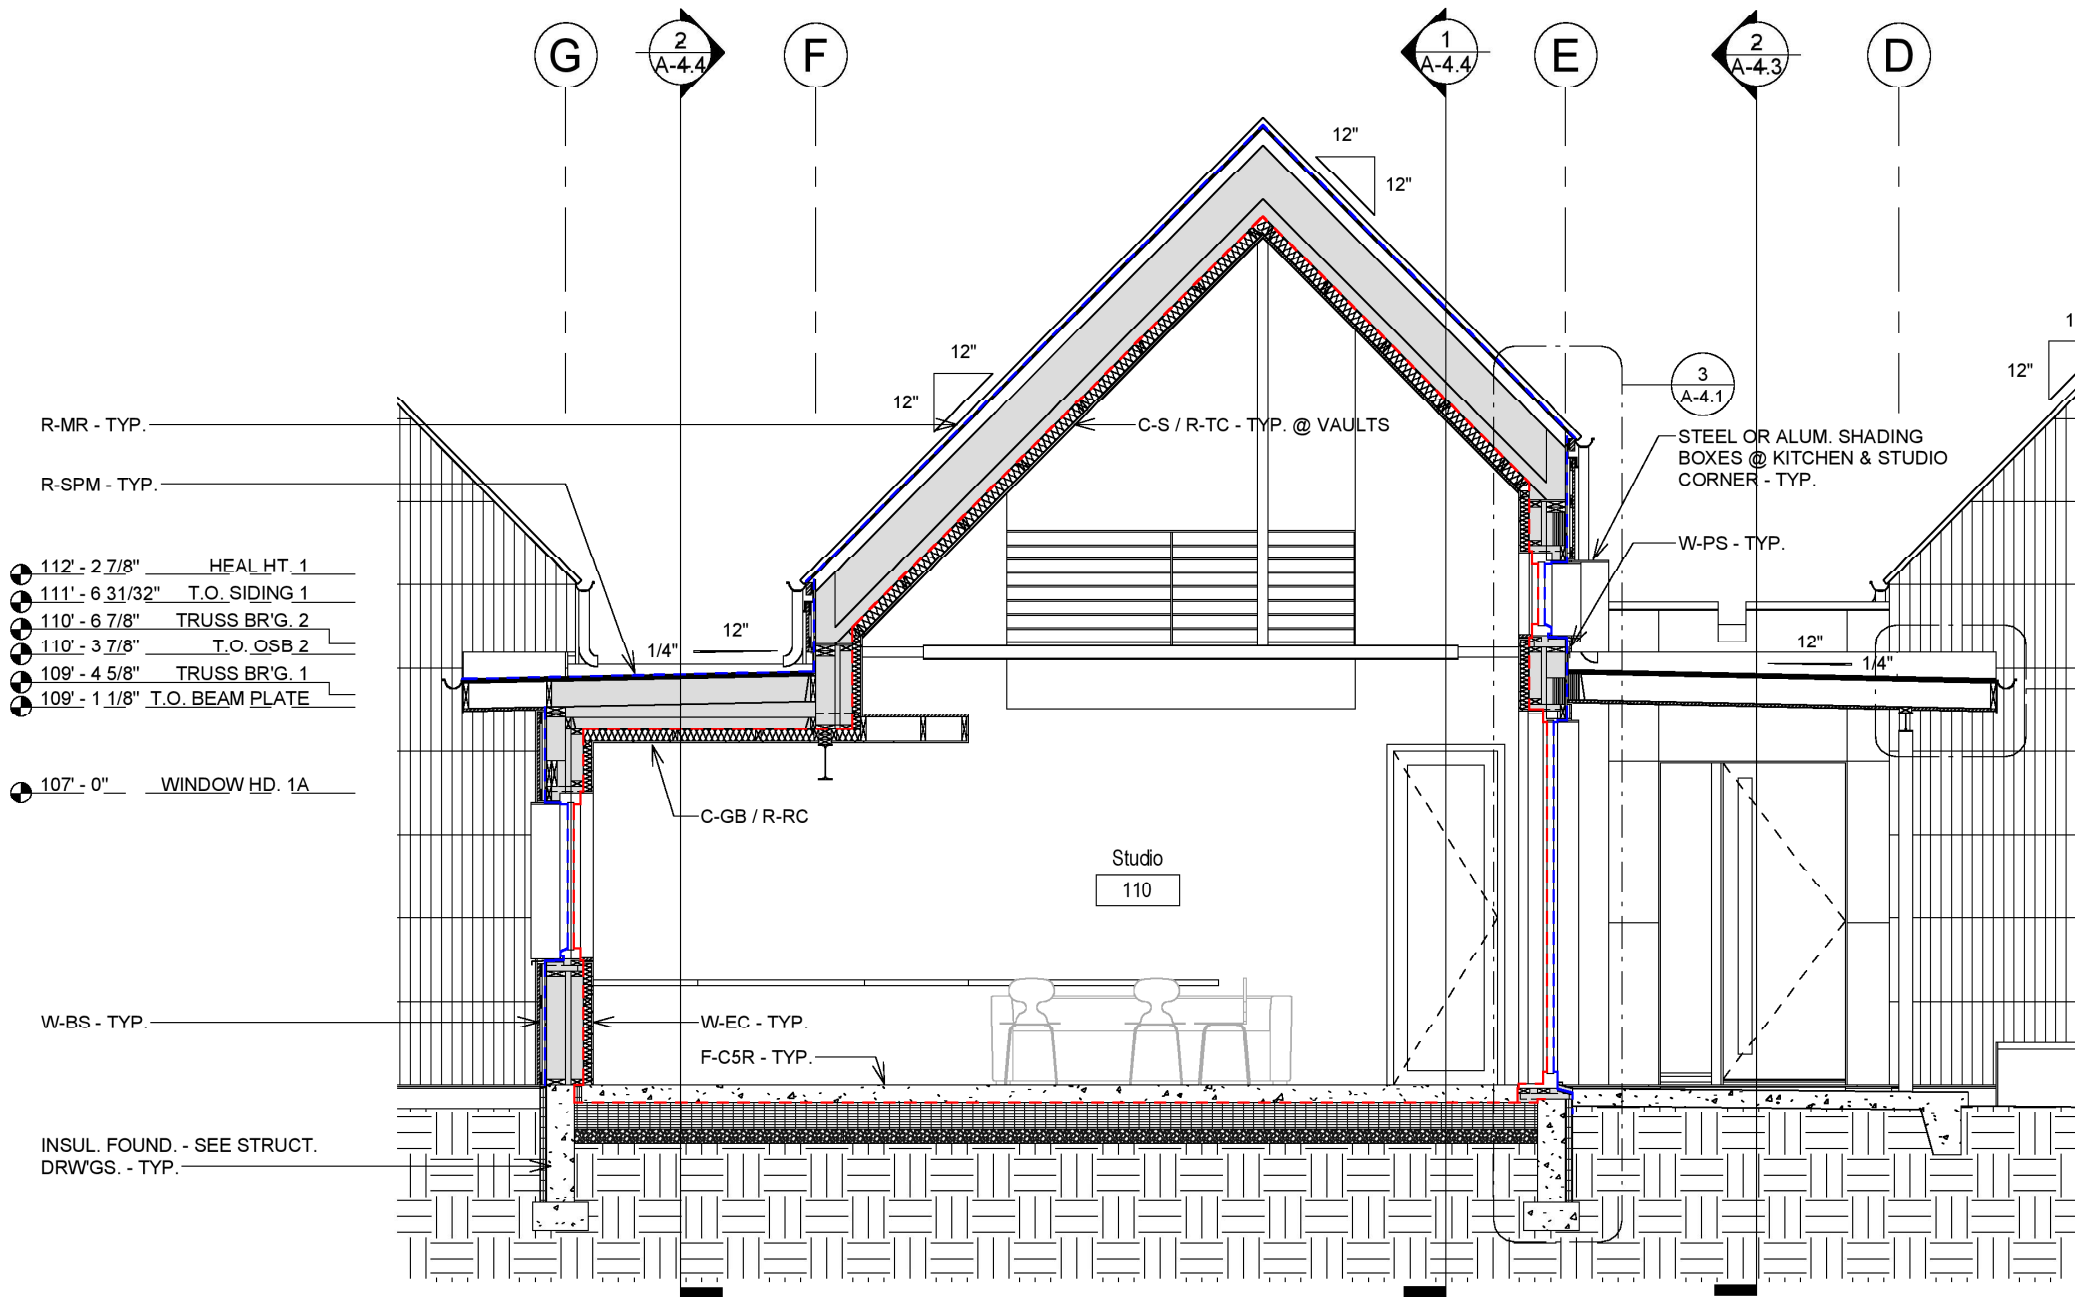 G
2
A-4.4
F
1
A-4.4
E
2
A-4.3
D
12"
12"
12"
12"
1
12"
3
A-4.1
R-MR - TYP.
C-S / R-TC - TYP. @ VAULTS
STEEL OR ALUM. SHADING
BOXES @ KITCHEN & STUDIO
CORNER - TYP.
R-SPM - TYP.
W-PS - TYP.
112' - 2 7/8" HEAL HT. 1
111' - 6 31/32" T.O. SIDING 1
110' - 6 7/8" TRUSS BR'G. 2
110' - 3 7/8" T.O. OSB 2
109' - 4 5/8" TRUSS BR'G. 1
109' - 1 1/8" T.O. BEAM PLATE
12"
1/4"
12"
1/4"
107' - 0" WINDOW HD. 1A
C-GB / R-RC
Studio
110
W-BS - TYP.
W-EC - TYP.
F-C5R - TYP.
INSUL. FOUND. - SEE STRUCT.
DRW'GS. - TYP.